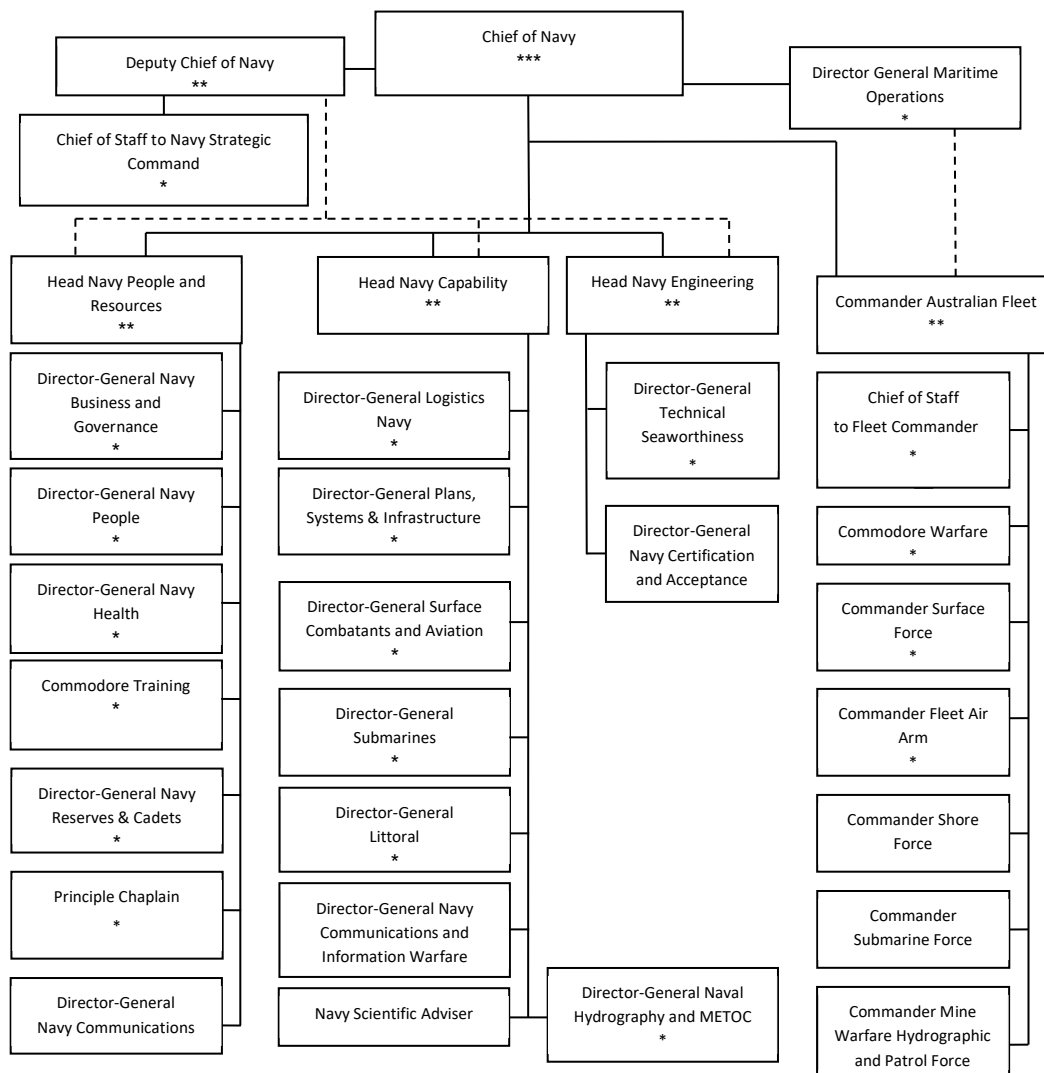 Chief of Navy
***
Deputy Chief of Navy
**
Director General Maritime
Operations
*
Chief of Staff to Navy Strategic
Command
*
Head Navy People and
Resources
**
Head Navy Capability
**
Head Navy Engineering
**
Commander Australian Fleet
**
Director-General Navy
Business and
Governance
*
Director-General Navy
People
*
Director-General Navy
Health
*
Commodore Training
*
Director-General Navy
Reserves & Cadets
*
Principle Chaplain
*
Director-General
Navy Communications
Director-General Logistics
Navy
*
Director-General Plans,
Systems & Infrastructure
*
Director-General Surface
Combatants and Aviation
*
Director-General
Submarines
*
Director-General
Littoral
*
Director-General Navy
Communications and
Information Warfare
Navy Scientific Adviser
Director-General Naval
Hydrography and METOC
*
Director-General
Technical
Seaworthiness
*
Director-General
Navy Certification
and Acceptance
Chief of Staff
to Fleet Commander
*
Commodore Warfare
*
Commander Surface
Force
*
Commander Fleet Air
Arm
*
Commander Shore
Force
Commander
Submarine Force
Commander Mine
Warfare Hydrographic
and Patrol Force